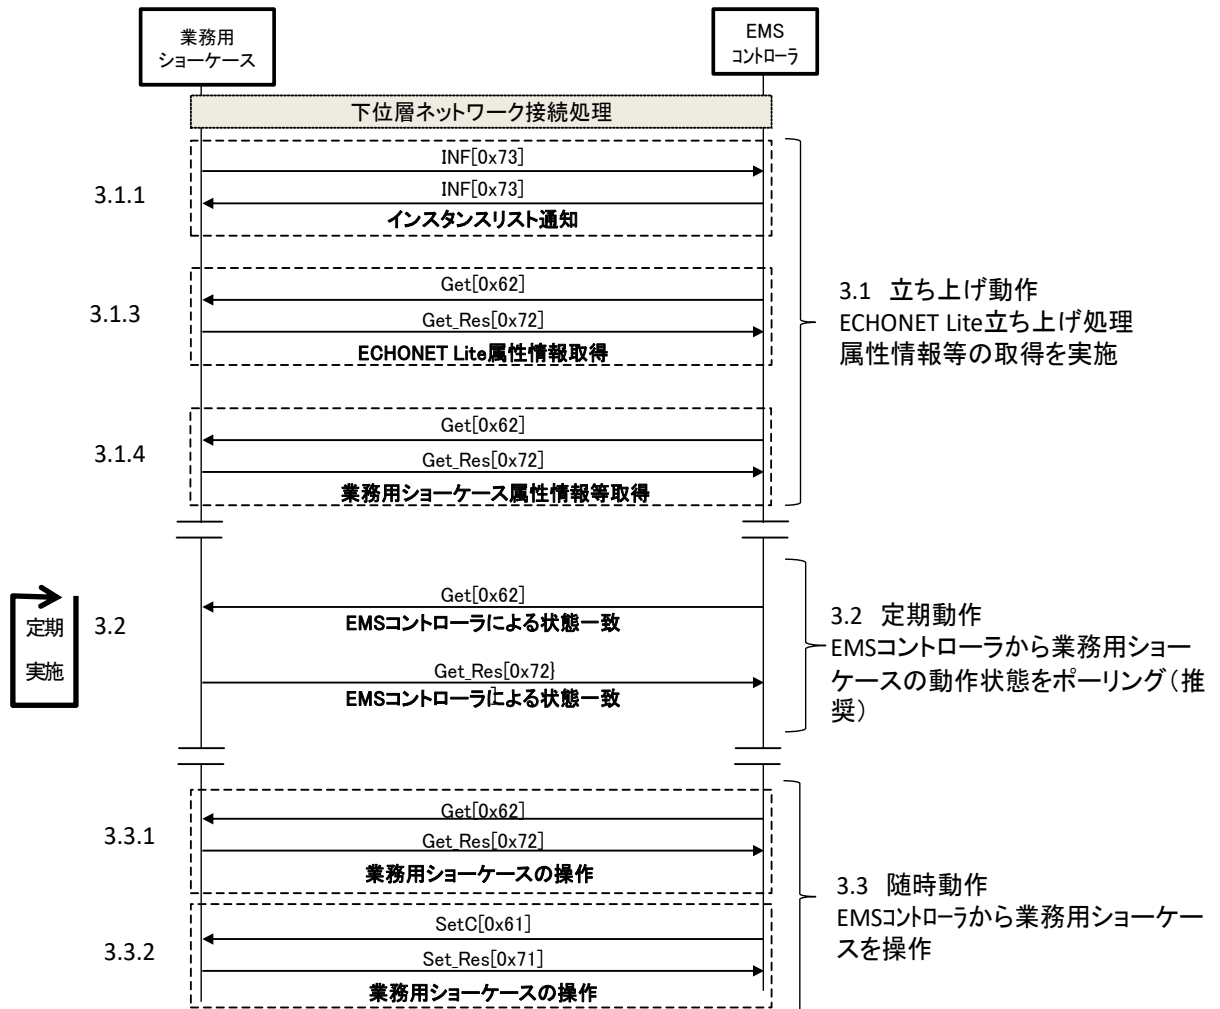 業務用
ショーケース
EMS
コントローラ
下位層ネットワーク接続処理
INF[0x73]
3.1.1
INF[0x73]
インスタンスリスト通知
Get[0x62]
3.1.3
Get_Res[0x72]
ECHONET Lite属性情報取得
3.1 立ち上げ動作
ECHONET Lite立ち上げ処理
属性情報等の取得を実施
Get[0x62]
3.1.4
Get_Res[0x72]
業務用ショーケース属性情報等取得
定期
実施
3.2
Get[0x62]
EMSコントローラによる状態一致
Get_Res[0x72}
EMSコントローラによる状態一致
3.2 定期動作
EMSコントローラから業務用ショー
ケースの動作状態をポーリング（推
奨）
Get[0x62]
3.3.1
Get_Res[0x72]
業務用ショーケースの操作
SetC[0x61]
3.3.2
Set_Res[0x71]
業務用ショーケースの操作
3.3 随時動作
EMSコントローラから業務用ショーケー
スを操作